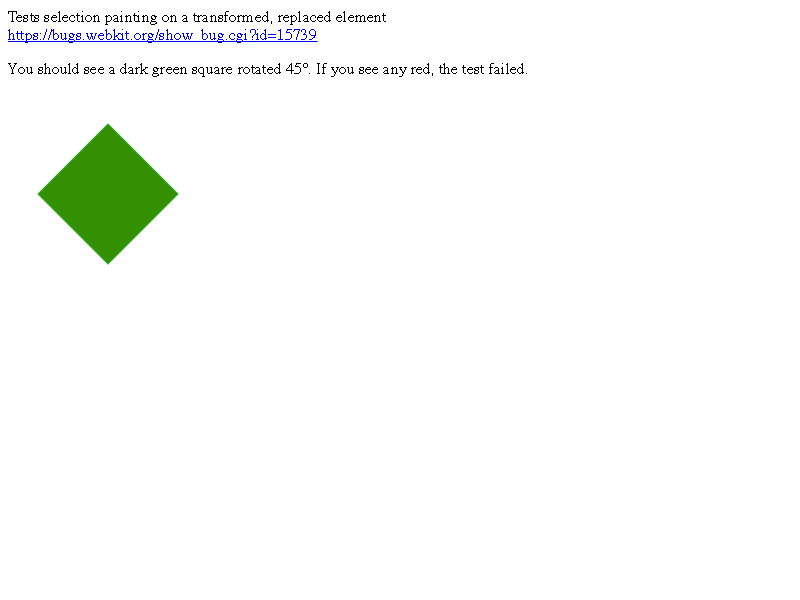 Tests selection painting on a transformed, replaced element
https://bugs.webkit.org/show_bug.cgi?id=15739
You should see a dark green square rotated 45°. If you see any red, the test failed.